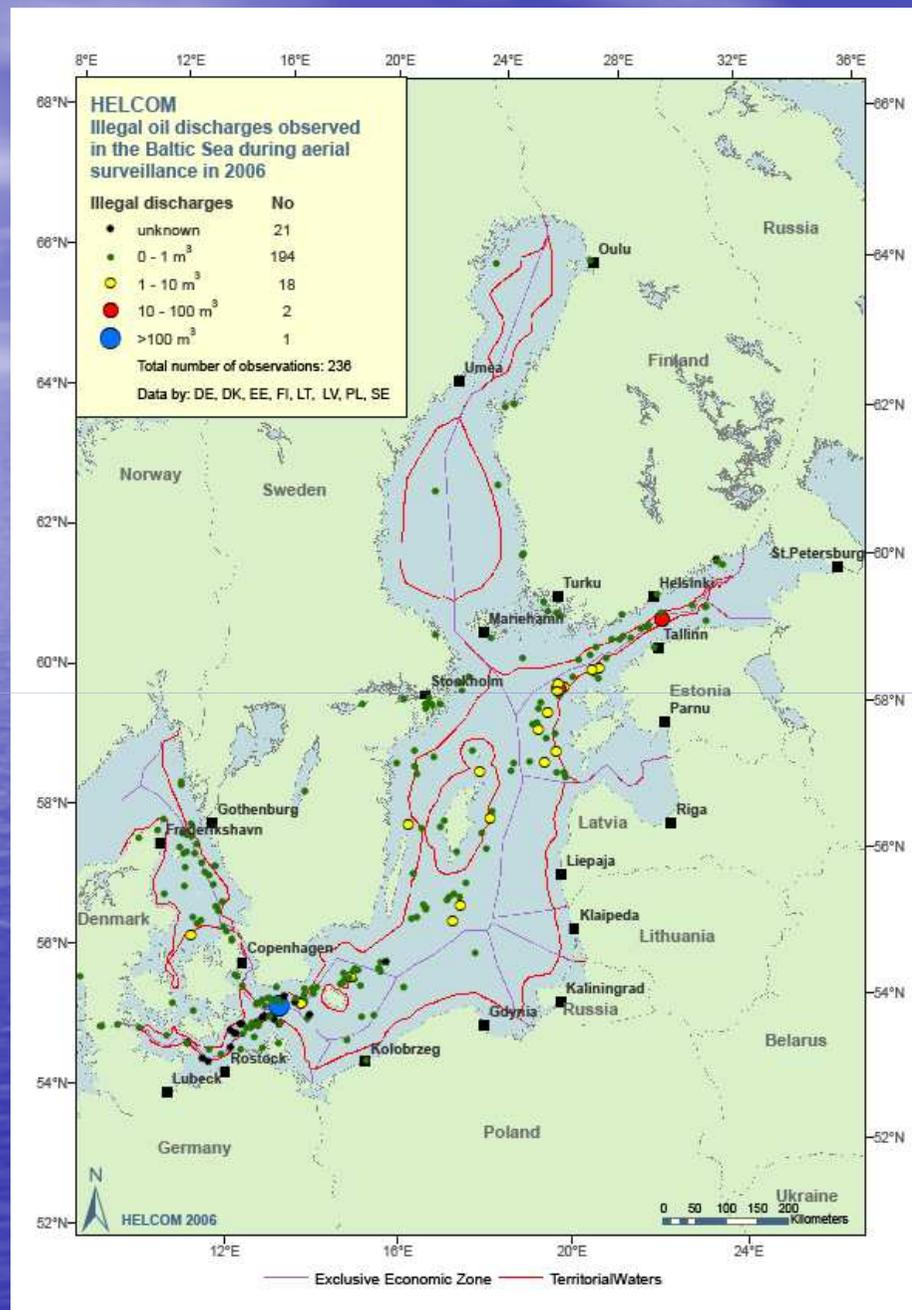 8°E 12°E 16°E 20°E 24°E 28°E 32°E 36°E
HELCOM
Illegal oil discharges observed
in the Baltic Sea during aerial
surveillance in 2006
Illegal discharges No
unknown 21
0 - 1 m³ 194
1 - 10 m³ 18
10 - 100 m³ 2
>100 m³ 1
Total number of observations: 236
Data by: DE, DK, EE, FI, LT, LV, PL, SE
68°N
66°N
Russia
66°N
Oulu
64°N
Finland
Umea
64°N
62°N
Norway
Sweden
62°N
St.Petersburg
60°N
Turku
Helsinki
Mariehamn
Tallinn
60°N
Stockholm
Estonia
58°N
Parnu
58°N
Gothenburg
Riga
Latvia
Frederikshavn
56°N
Liepaja
Denmark
Klaipeda
Lithuania
56°N
Copenhagen
Kaliningrad
54°N
Russia
Gdynia
Belarus
Kolobrzeg
Rostock
54°N
Lubeck
Germany
Poland
52°N
N
Ukraine
0 50 100 150 200
Kilometers
52°N
HELCOM 2006
12°E 16°E 20°E 24°E
Exclusive Economic Zone TerritorialWaters